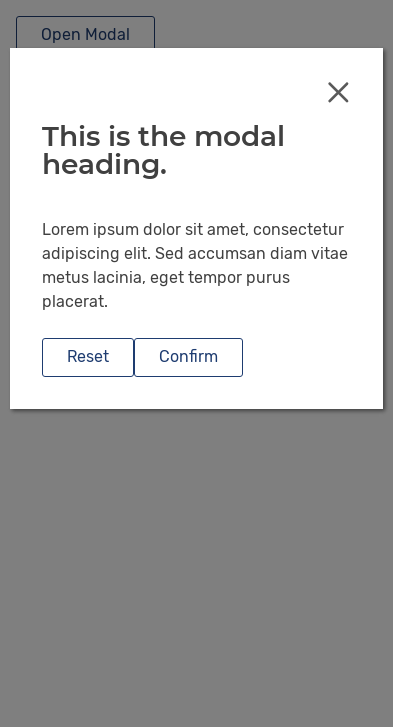 Open Modal
This is the modal
heading.
Lorem ipsum dolor sit amet, consectetur
adipiscing elit. Sed accumsan diam vitae
metus lacinia, eget tempor purus
placerat.
Reset Confirm